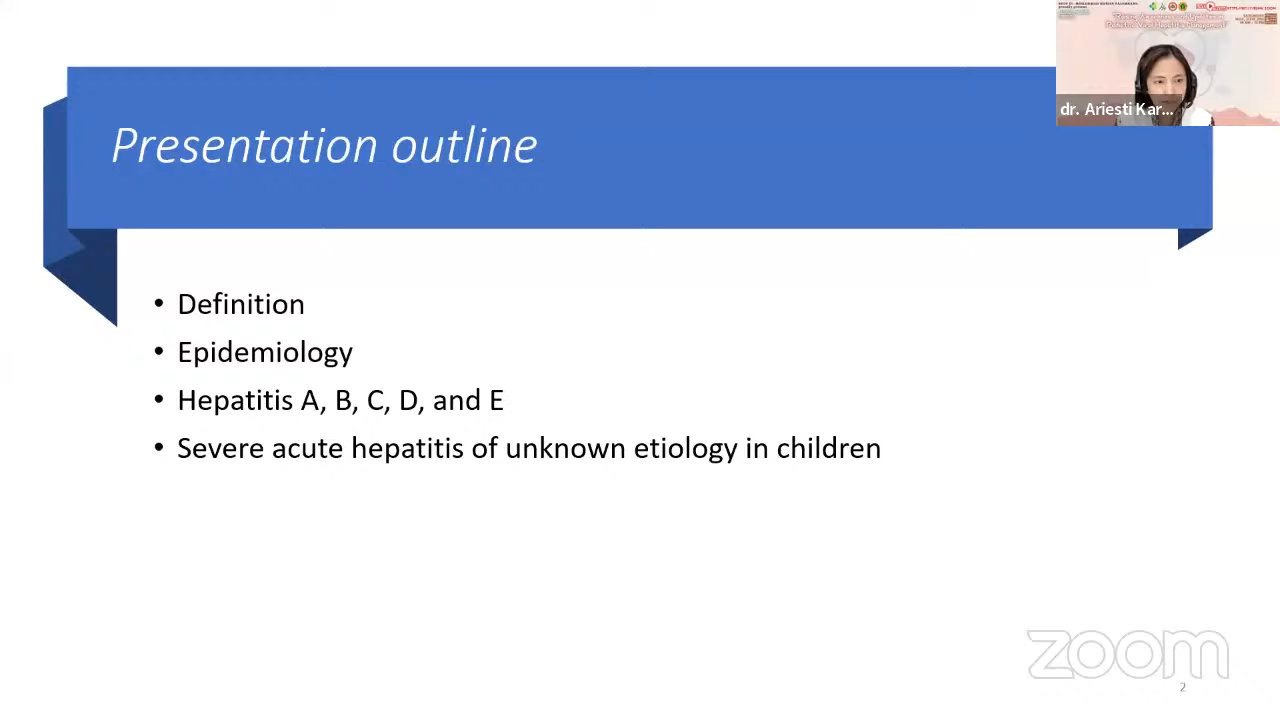 Presentation outline
dr. Ariesti Kar...
• Definition
• Epidemiology
• Hepatitis A, B, C, D, and E
• Severe acute hepatitis of unknown etiology in children
zoom
2